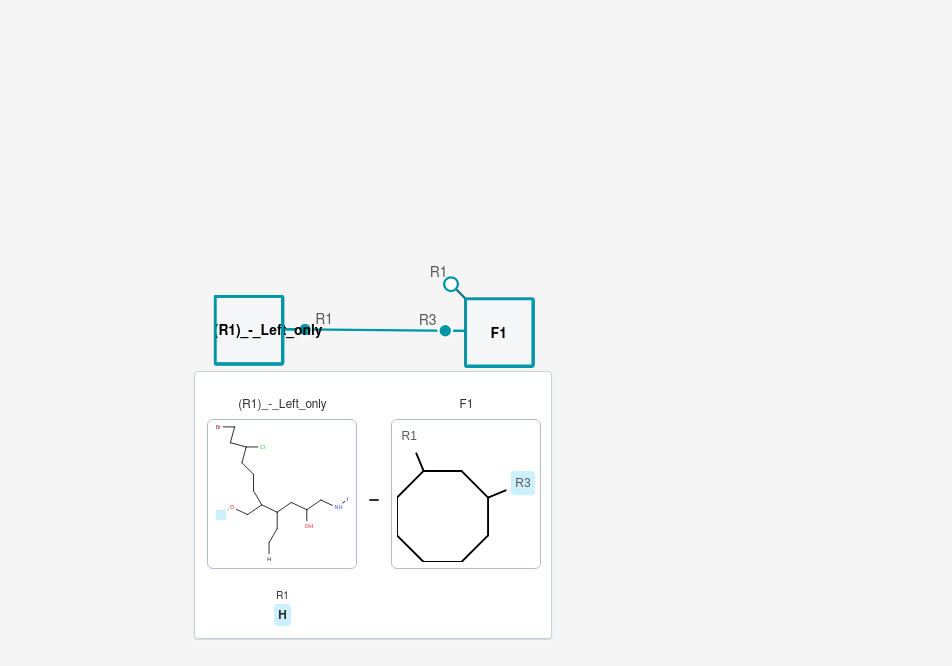 R1
R1
R3
(R1)_-_Left_only
F1
(R1)_-_Left_only
F1
Br
Cl
O
I
NH
OH
H
R1
R3
R1
H